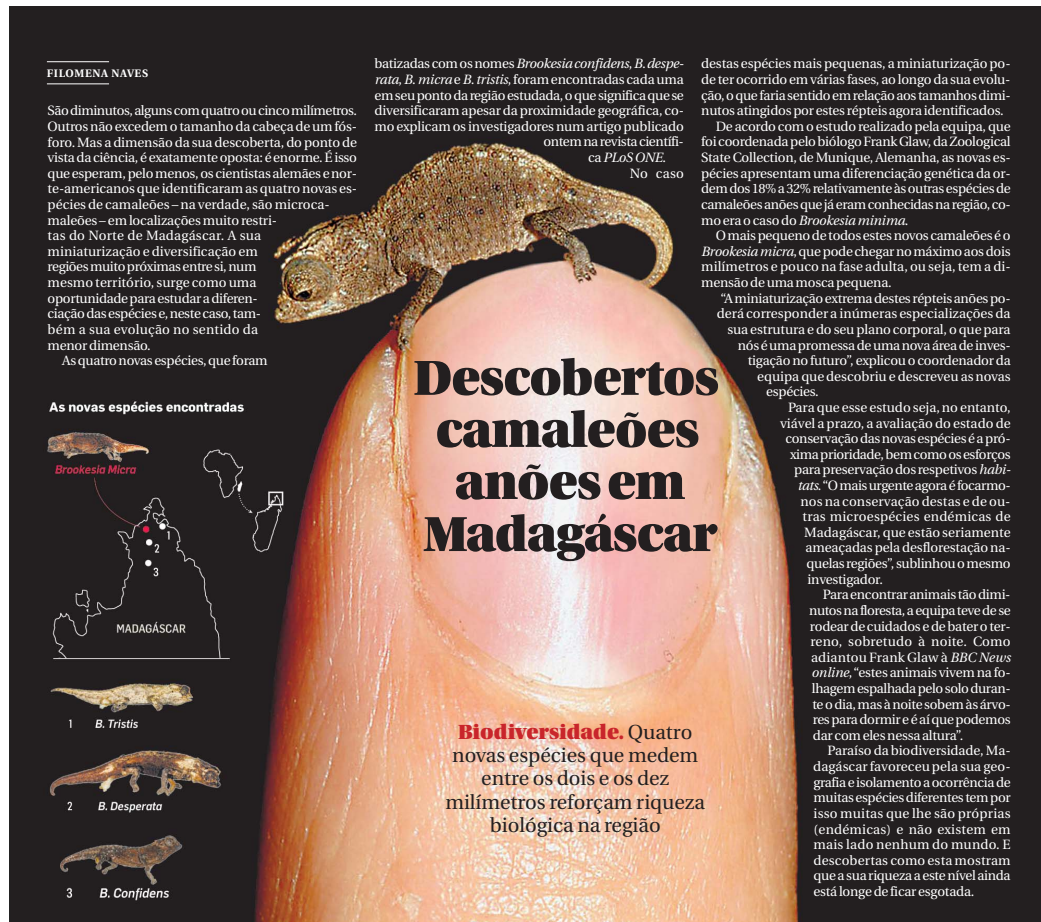 FILOMENA NAVES
São diminutos, alguns com quatro ou cinco milímetros.
Outros não excedem o tamanho da cabeça de um fós-
foro. Mas a dimensão da sua descoberta, do ponto de
vista da ciência, é exatamente oposta: é enorme. É isso
que esperam, pelo menos, os cientistas alemães e nor-
te-americanos que identificaram as quatro novas es-
pécies de camaleões – na verdade, são microca-
maleões – em localizações muito restri-
tas do Norte de Madagáscar. A sua
miniaturização e diversificação em
regiões muito próximas entre si, num
mesmo território, surge como uma
oportunidade para estudar a diferen-
ciação das espécies e, neste caso, tam-
bém a sua evolução no sentido da
menor dimensão.
As quatro novas espécies, que foram
batizadas com os nomes Brookesia confidens, B. despe-
rata, B. micra e B. tristis, foram encontradas cada uma
em seu ponto da região estudada, o que significa que se
diversificaram apesar da proximidade geográfica, co-
mo explicam os investigadores num artigo publicado
ontem na revista científi-
ca PLoS ONE.
No caso
destas espécies mais pequenas, a miniaturização po-
de ter ocorrido em várias fases, ao longo da sua evolu-
ção, o que faria sentido em relação aos tamanhos dimi-
nutos atingidos por estes répteis agora identificados.
De acordo com o estudo realizado pela equipa, que
foi coordenada pelo biólogo Frank Glaw, da Zoological
State Collection, de Munique, Alemanha, as novas es-
pécies apresentam uma diferenciação genética da or-
dem dos 18% a 32% relativamente às outras espécies de
camaleões anões que já eram conhecidas na região, co-
mo era o caso do Brookesia minima.
O mais pequeno de todos estes novos camaleões é o
Brookesia micra, que pode chegar no máximo aos dois
milímetros e pouco na fase adulta, ou seja, tem a di-
mensão de uma mosca pequena.
“A miniaturização extrema destes répteis anões po-
derá corresponder a inúmeras especializações da
sua estrutura e do seu plano corporal, o que para
nós é uma promessa de uma nova área de inves-
tigação no futuro”, explicou o coordenador da
equipa que descobriu e descreveu as novas
espécies.
Para que esse estudo seja, no entanto,
viável a prazo, a avaliação do estado de
conservação das novas espécies é a pró-
xima prioridade, bem como os esforços
para preservação dos respetivos habi-
tats. “O mais urgente agora é focarmo-
nos na conservação destas e de ou-
tras microespécies endémicas de
Madagáscar, que estão seriamente
ameaçadas pela desflorestação na-
quelas regiões”, sublinhou o mesmo
investigador.
Para encontrar animais tão dimi-
nutos na floresta, a equipa teve de se
rodear de cuidados e de bater o ter-
reno, sobretudo à noite. Como
adiantou Frank Glaw à BBC News
online, “estes animais vivem na fo-
lhagem espalhada pelo solo duran-
te o dia, mas à noite sobem às árvo-
res para dormir e é aí que podemos
dar com eles nessa altura”.
Paraíso da biodiversidade, Ma-
dagáscar favoreceu pela sua geo-
grafia e isolamento a ocorrência de
muitas espécies diferentes tem por
isso muitas que lhe são próprias
(endémicas) e não existem em
mais lado nenhum do mundo. E
descobertas como esta mostram
que a sua riqueza a este nível ainda
está longe de ficar esgotada.
Descobertos
camaleões
anões em
Madagáscar
Biodiversidade. Quatro
novas espécies que medem
entre os dois e os dez
milímetros reforçam riqueza
biológica na região
As novas espécies encontradas
Brookesia Micra
1
2
3
MADAGÁSCAR
1 B. Tristis
2 B. Desperata
3 B. Confidens